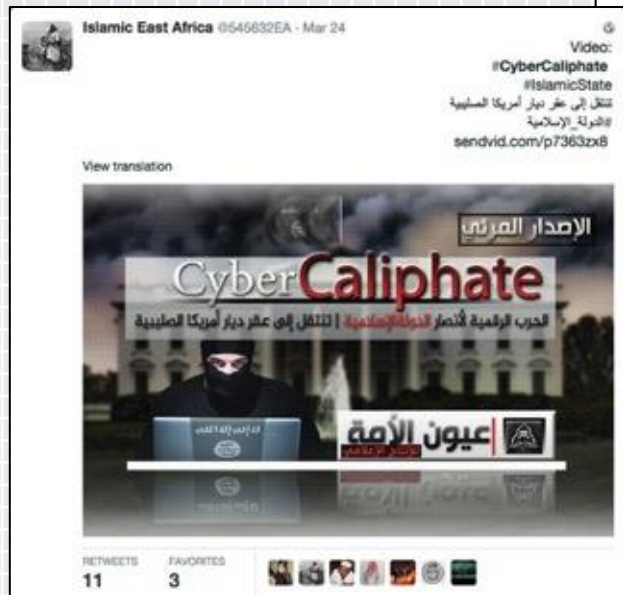 Islamic East Africa @545632EA - Mar 24
Video:
#CyberCaliphate
#IslamicState
تنتقل إلى عقر ديار أمريكا الصليبية
#الدولة_الإسلامية
sendvid.com/p7363zx8
View translation
الإصدار المرئي
CyberCaliphate
الحرب الرقمية لأنصار الدولة الإسلامية | تنتقل إلى عقر ديار أمريكا الصليبية
عيون الأمة
للإنتاج الإعلامي
RETWEETS
11
FAVORITES
3